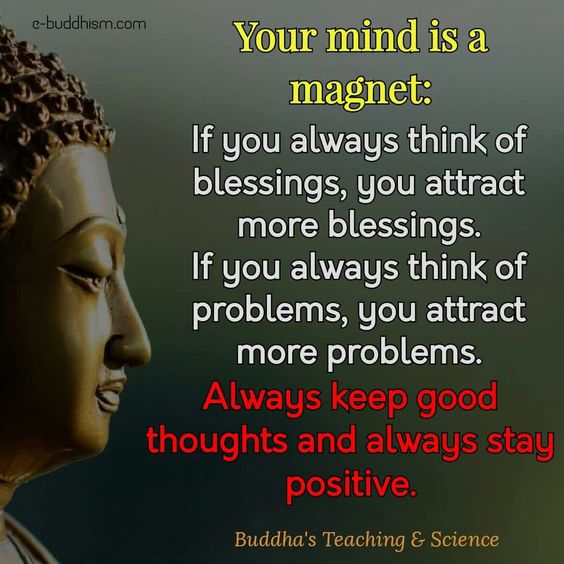 e-buddhism.com
Your mind is a
magnet:
If you always think of
blessings, you attract
more blessings.
If you always think of
problems, you attract
more problems.
Always keep good
thoughts and always stay
positive.
Buddha's Teaching & Science